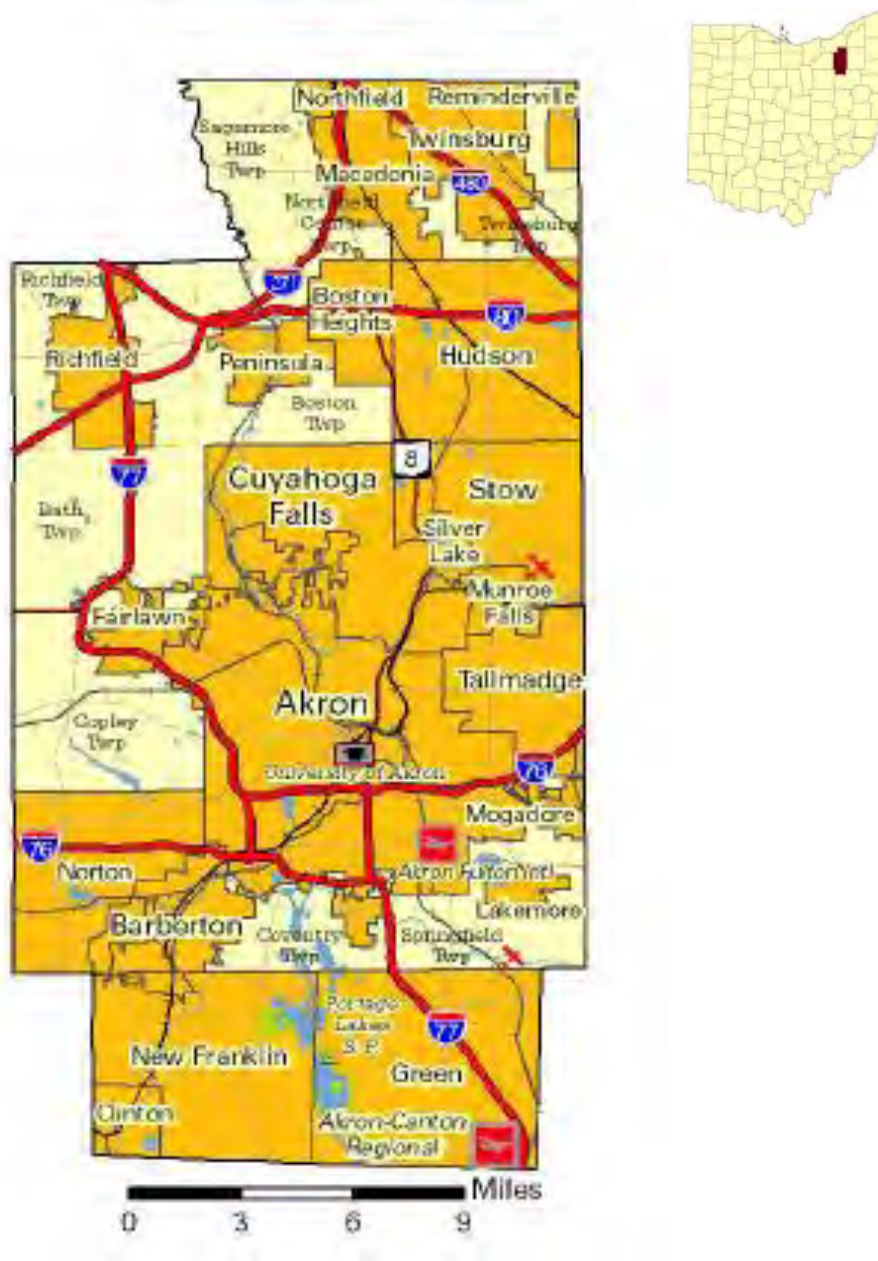 Northfield
Reminderville
Sagamore
Hills
Twp
Twinsburg
Macedonia
480
Northfield
Center
Twp.
Twinsburg
Twp
Richfield
Twp
271
Boston
Heights
80
Richfield
Peninsula
Hudson
Boston
Twp
8
Cuyahoga
Falls
Stow
77
Bath
Twp
Silver
Lake
Munroe
Falls
Fairlawn
Tallmadge
Akron
Copley
Twp
University of Akron
76
Mogadore
76
Norton
Akron Fulton Intl
Lakemore
Barberton
Coventry
Twp
Springfield
Twp
Portage
Lakes
S.P.
77
New Franklin
Green
Clinton
Akron-Canton
Regional
Miles
0 3 6 9